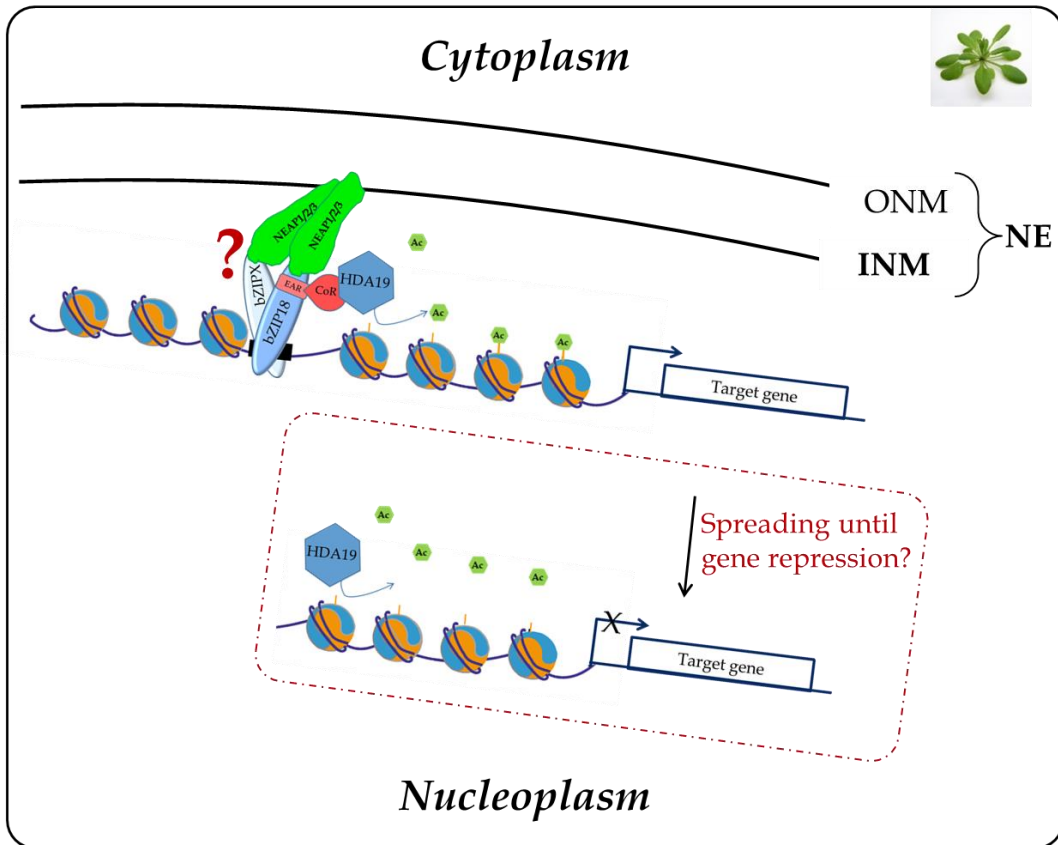 Cytoplasm
ONM
INM
NE
NEAP1/2/3
NEAP1/2/3
?
Ac
bZIPX
EAR
CoR
HDA19
bZIP18
Ac
Ac
Ac
Target gene
Spreading until
gene repression?
Ac
HDA19
Ac
Ac
Ac
X
Target gene
Nucleoplasm